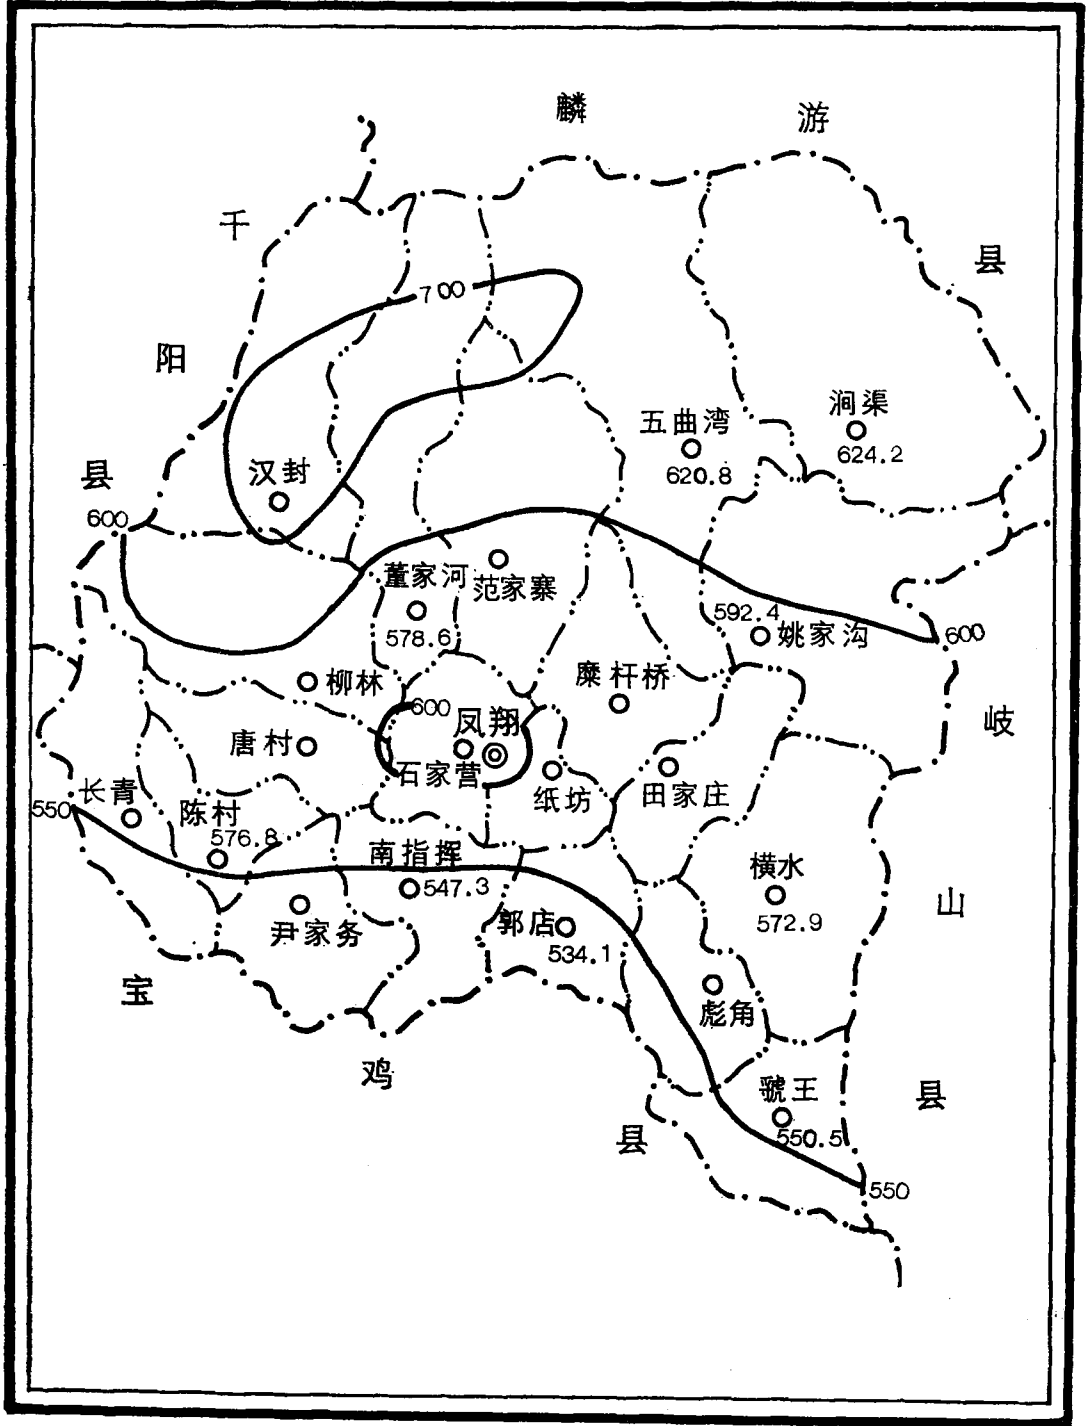 麟
游
千
县
700
阳
涧渠
五曲湾
624.2
620.8
汉封
县
600
董家河
范家寨
592.4
578.6
姚家沟
600
柳林
糜杆桥
600
凤翔
岐
唐村
石家营
长青
纸坊
田家庄
550
陈村
576.8
南指挥
横水
547.3
山
郭店
572.9
尹家务
534.1
宝
彪角
鸡
虢王
县
县
550.5
550